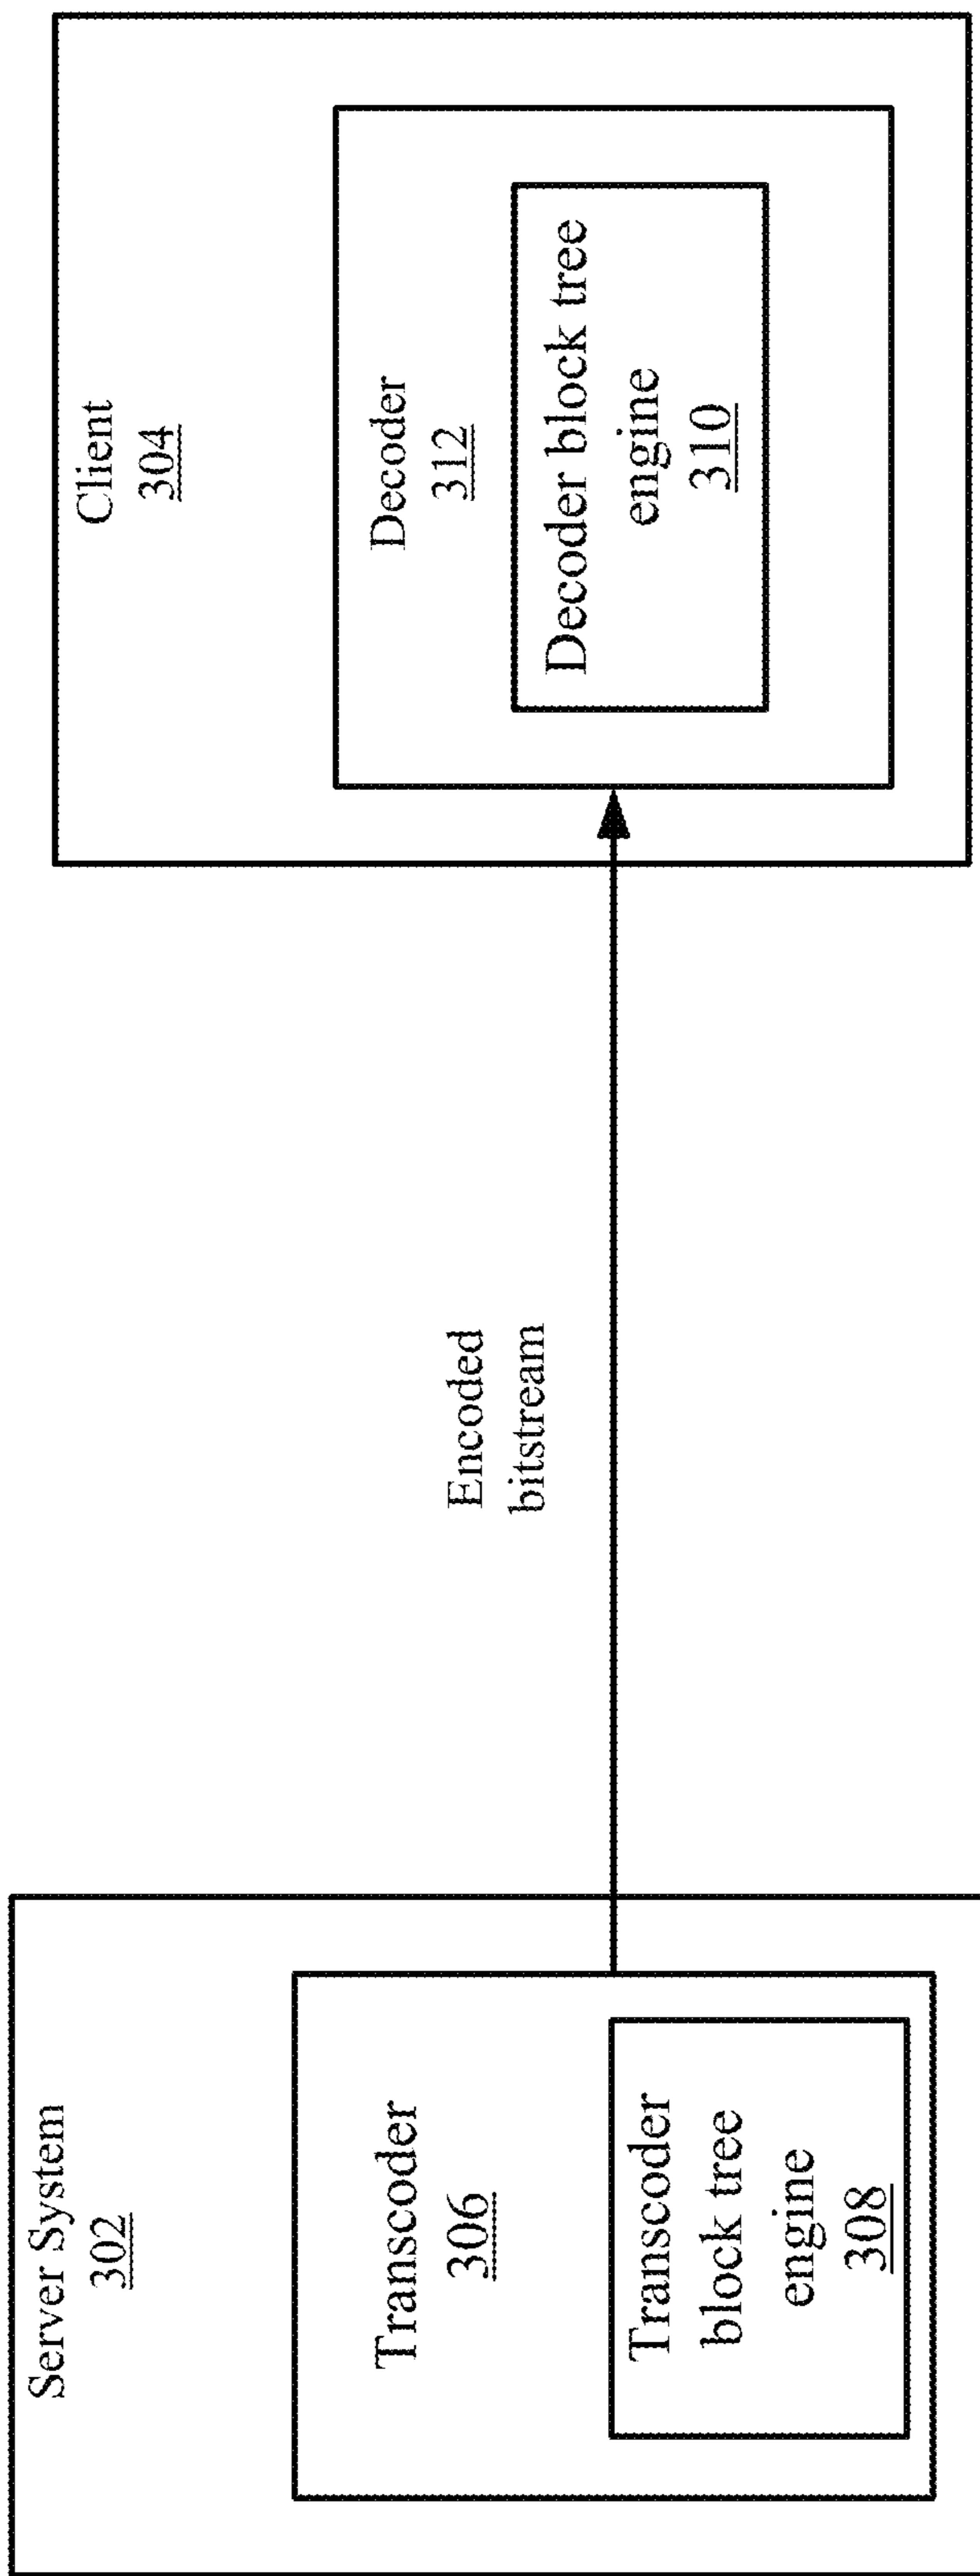 Server System
302
Transcoder
306
Transcoder
block tree
engine
308
Encoded
bitstream
Client
304
Decoder
312
Decoder block tree
engine
310